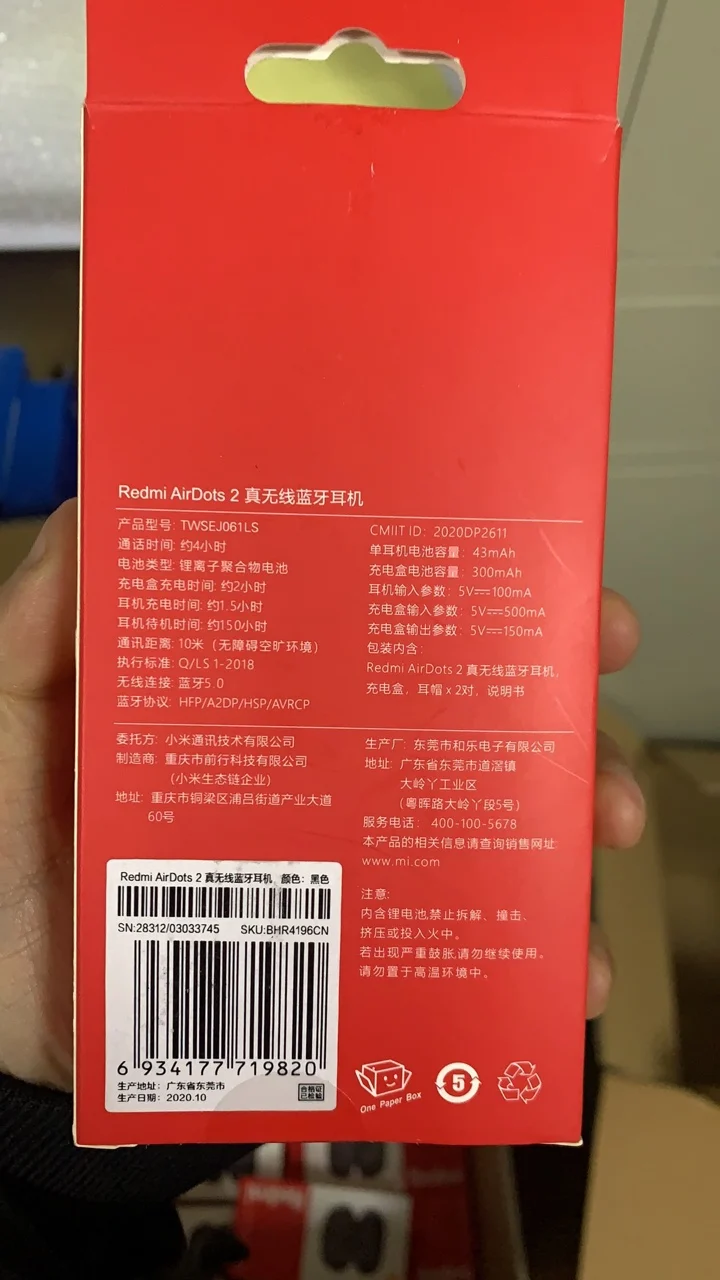 Redmi AirDots 2 真无线蓝牙耳机
产品型号: TWSEJ061LS
通话时间: 约4小时
电池类型: 锂离子聚合物电池
充电盒充电时间: 约2小时
耳机充电时间: 约1.5小时
耳机待机时间: 约150小时
通讯距离: 10米（无障碍空旷环境）
执行标准: Q/LS 1-2018
无线连接: 蓝牙5.0
蓝牙协议: HFP/A2DP/HSP/AVRCP
CMIIT ID: 2020DP2611
单耳机电池容量: 43mAh
充电盒电池容量: 300mAh
耳机输入参数: 5V⎓100mA
充电盒输入参数: 5V⎓500mA
充电盒输出参数: 5V⎓150mA
包装内含:
Redmi AirDots 2 真无线蓝牙耳机,
充电盒, 耳帽 x 2对, 说明书
委托方: 小米通讯技术有限公司
制造商: 重庆市前行科技有限公司
(小米生态链企业)
地址: 重庆市铜梁区浦吕街道产业大道
60号
生产厂: 东莞市和乐电子有限公司
地址: 广东省东莞市道滘镇
大岭丫工业区
(粤晖路大岭丫段5号)
服务电话: 400-100-5678
本产品的相关信息请查询销售网址:
www.mi.com
注意:
内含锂电池,禁止拆解、撞击、
挤压或投入火中。
若出现严重鼓胀,请勿继续使用。
请勿置于高温环境中。
Redmi AirDots 2 真无线蓝牙耳机 颜色: 黑色
SN:28312/03033745 SKU:BHR4196CN
6 934177 719820
生产地址: 广东省东莞市
生产日期: 2020.10
合格证
已检验
One Paper Box
5